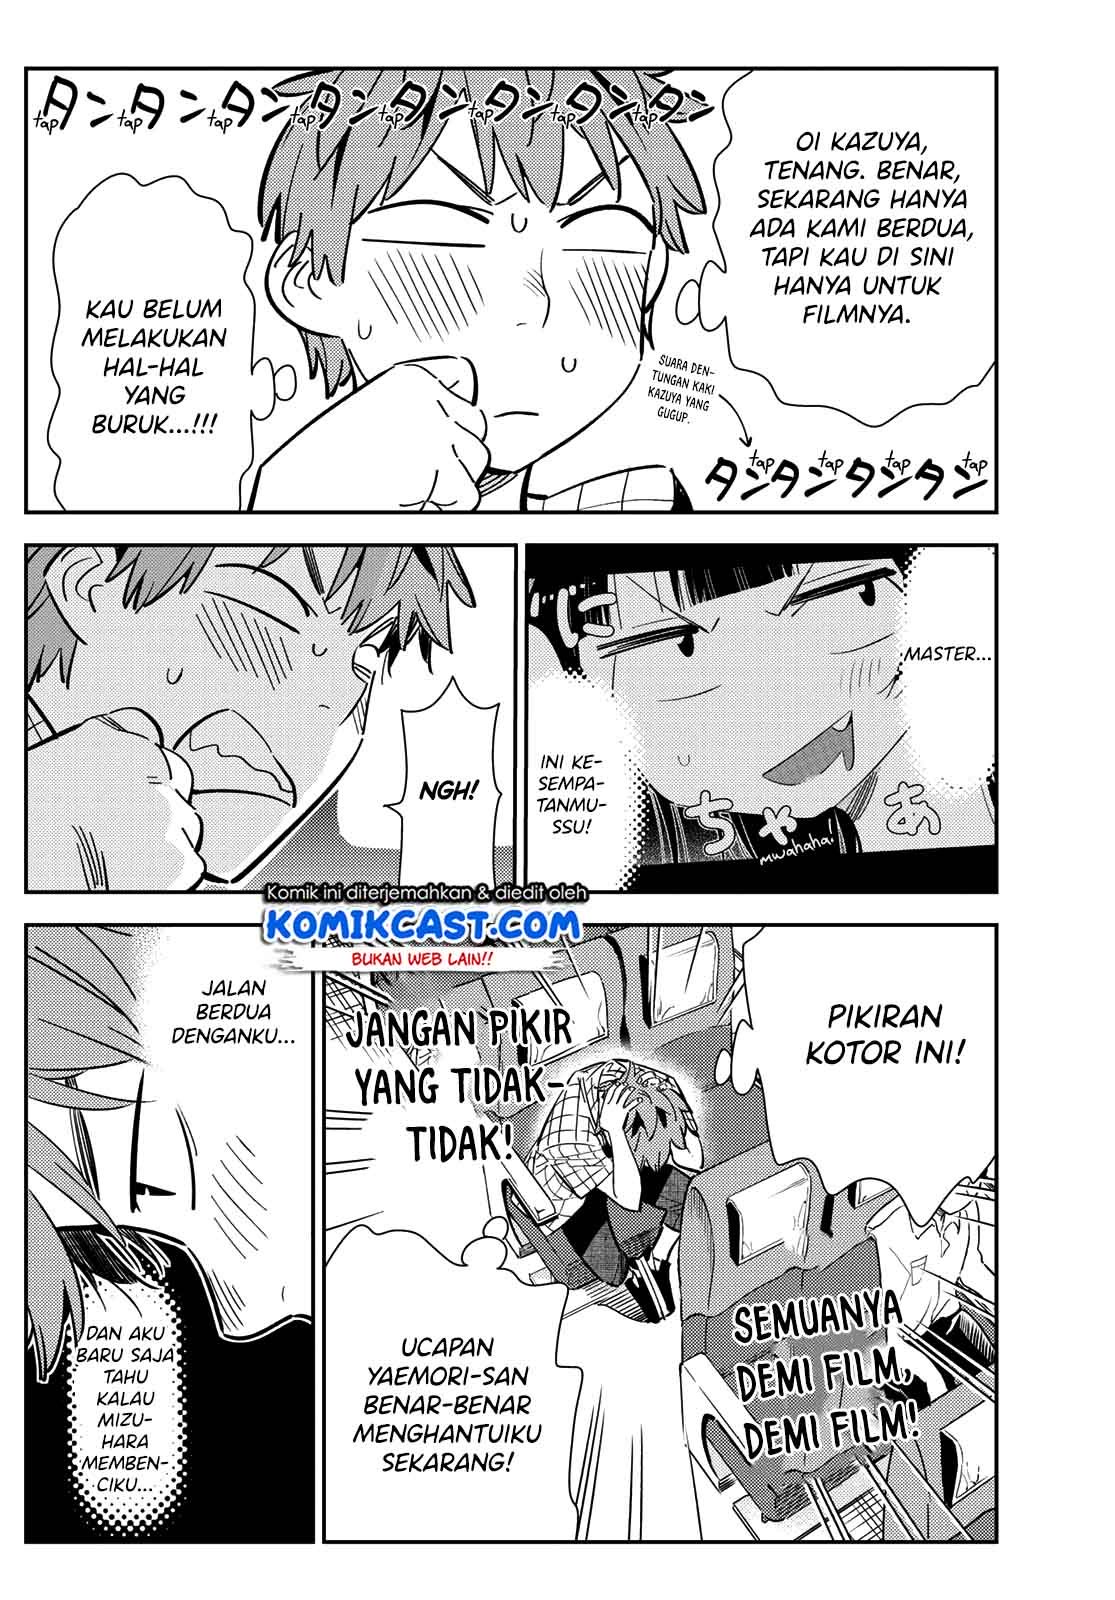 タンタンタンタンタンタンタンタン
tap tap tap tap tap tap tap tap
OI KAZUYA,
TENANG. BENAR,
SEKARANG HANYA
ADA KAMI BERDUA,
TAPI KAU DI SINI
HANYA UNTUK
FILMNYA.
KAU BELUM
MELAKUKAN
HAL-HAL
YANG
BURUK...!!!
SUARA DEN-
TUNGAN KAKI
KAZUYA YANG
GUGUP.
tap tap tap tap
タンタンタンタン
MASTER...
INI KE-
SEMPA-
TANMU-
SSU!
ちゃあ
mwahaha!
NGH!
Komik ini diterjemahkan & diedit oleh
KOMIKCAST.COM
BUKAN WEB LAIN!!
PIKIRAN
KOTOR INI!
JANGAN PIKIR
YANG TIDAK-
TIDAK!
SEMUANYA
DEMI FILM,
DEMI FILM!
UCAPAN
YAEMORI-SAN
BENAR-BENAR
MENGHANTUIKU
SEKARANG!
JALAN
BERDUA
DENGANKU...
DAN AKU
BARU SAJA
TAHU
KALAU
MIZU-
HARA
MEMBEN-
CIKU...